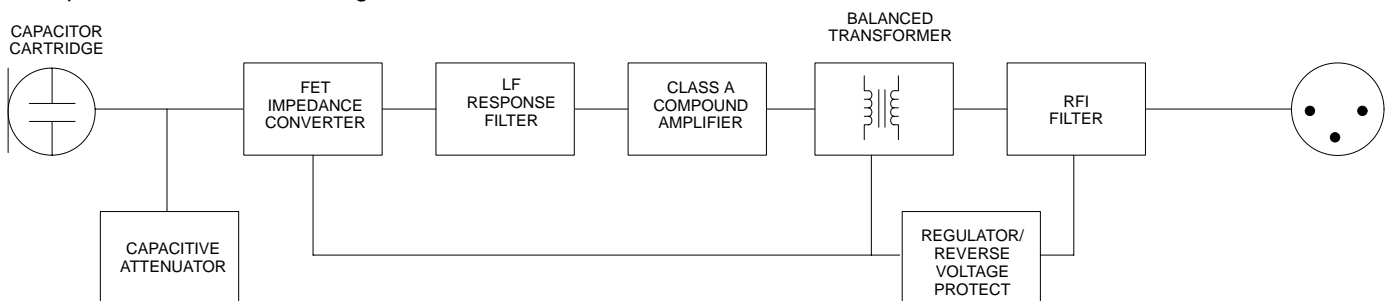 CAPACITOR
CARTRIDGE
BALANCED
TRANSFORMER
FET
IMPEDANCE
CONVERTER
LF
RESPONSE
FILTER
CLASS A
COMPOUND
AMPLIFIER
RFI
FILTER
CAPACITIVE
ATTENUATOR
REGULATOR/
REVERSE
VOLTAGE
PROTECT